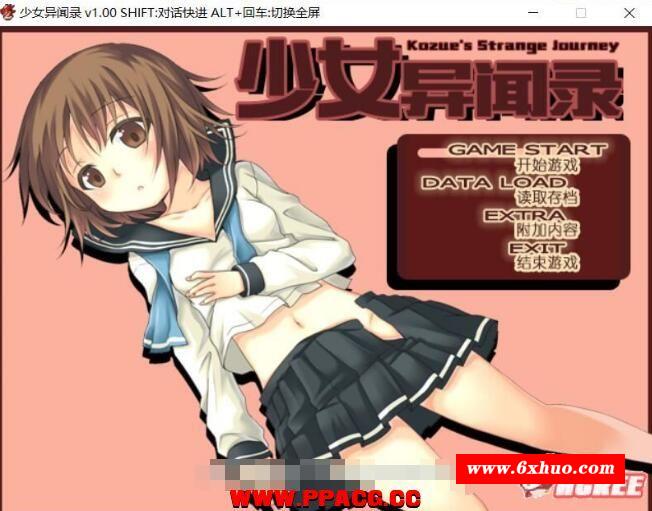 少女异闻录 v1.00 SHIFT:对话快进 ALT+回车:切换全屏
Kozue's Strange Journey
少女异闻录
GAME START
开始游戏
DATA LOAD
读取存档
EXTRA
附加内容
EXIT
结束游戏
www.6xhuo.com
WWW.PPACG.CC